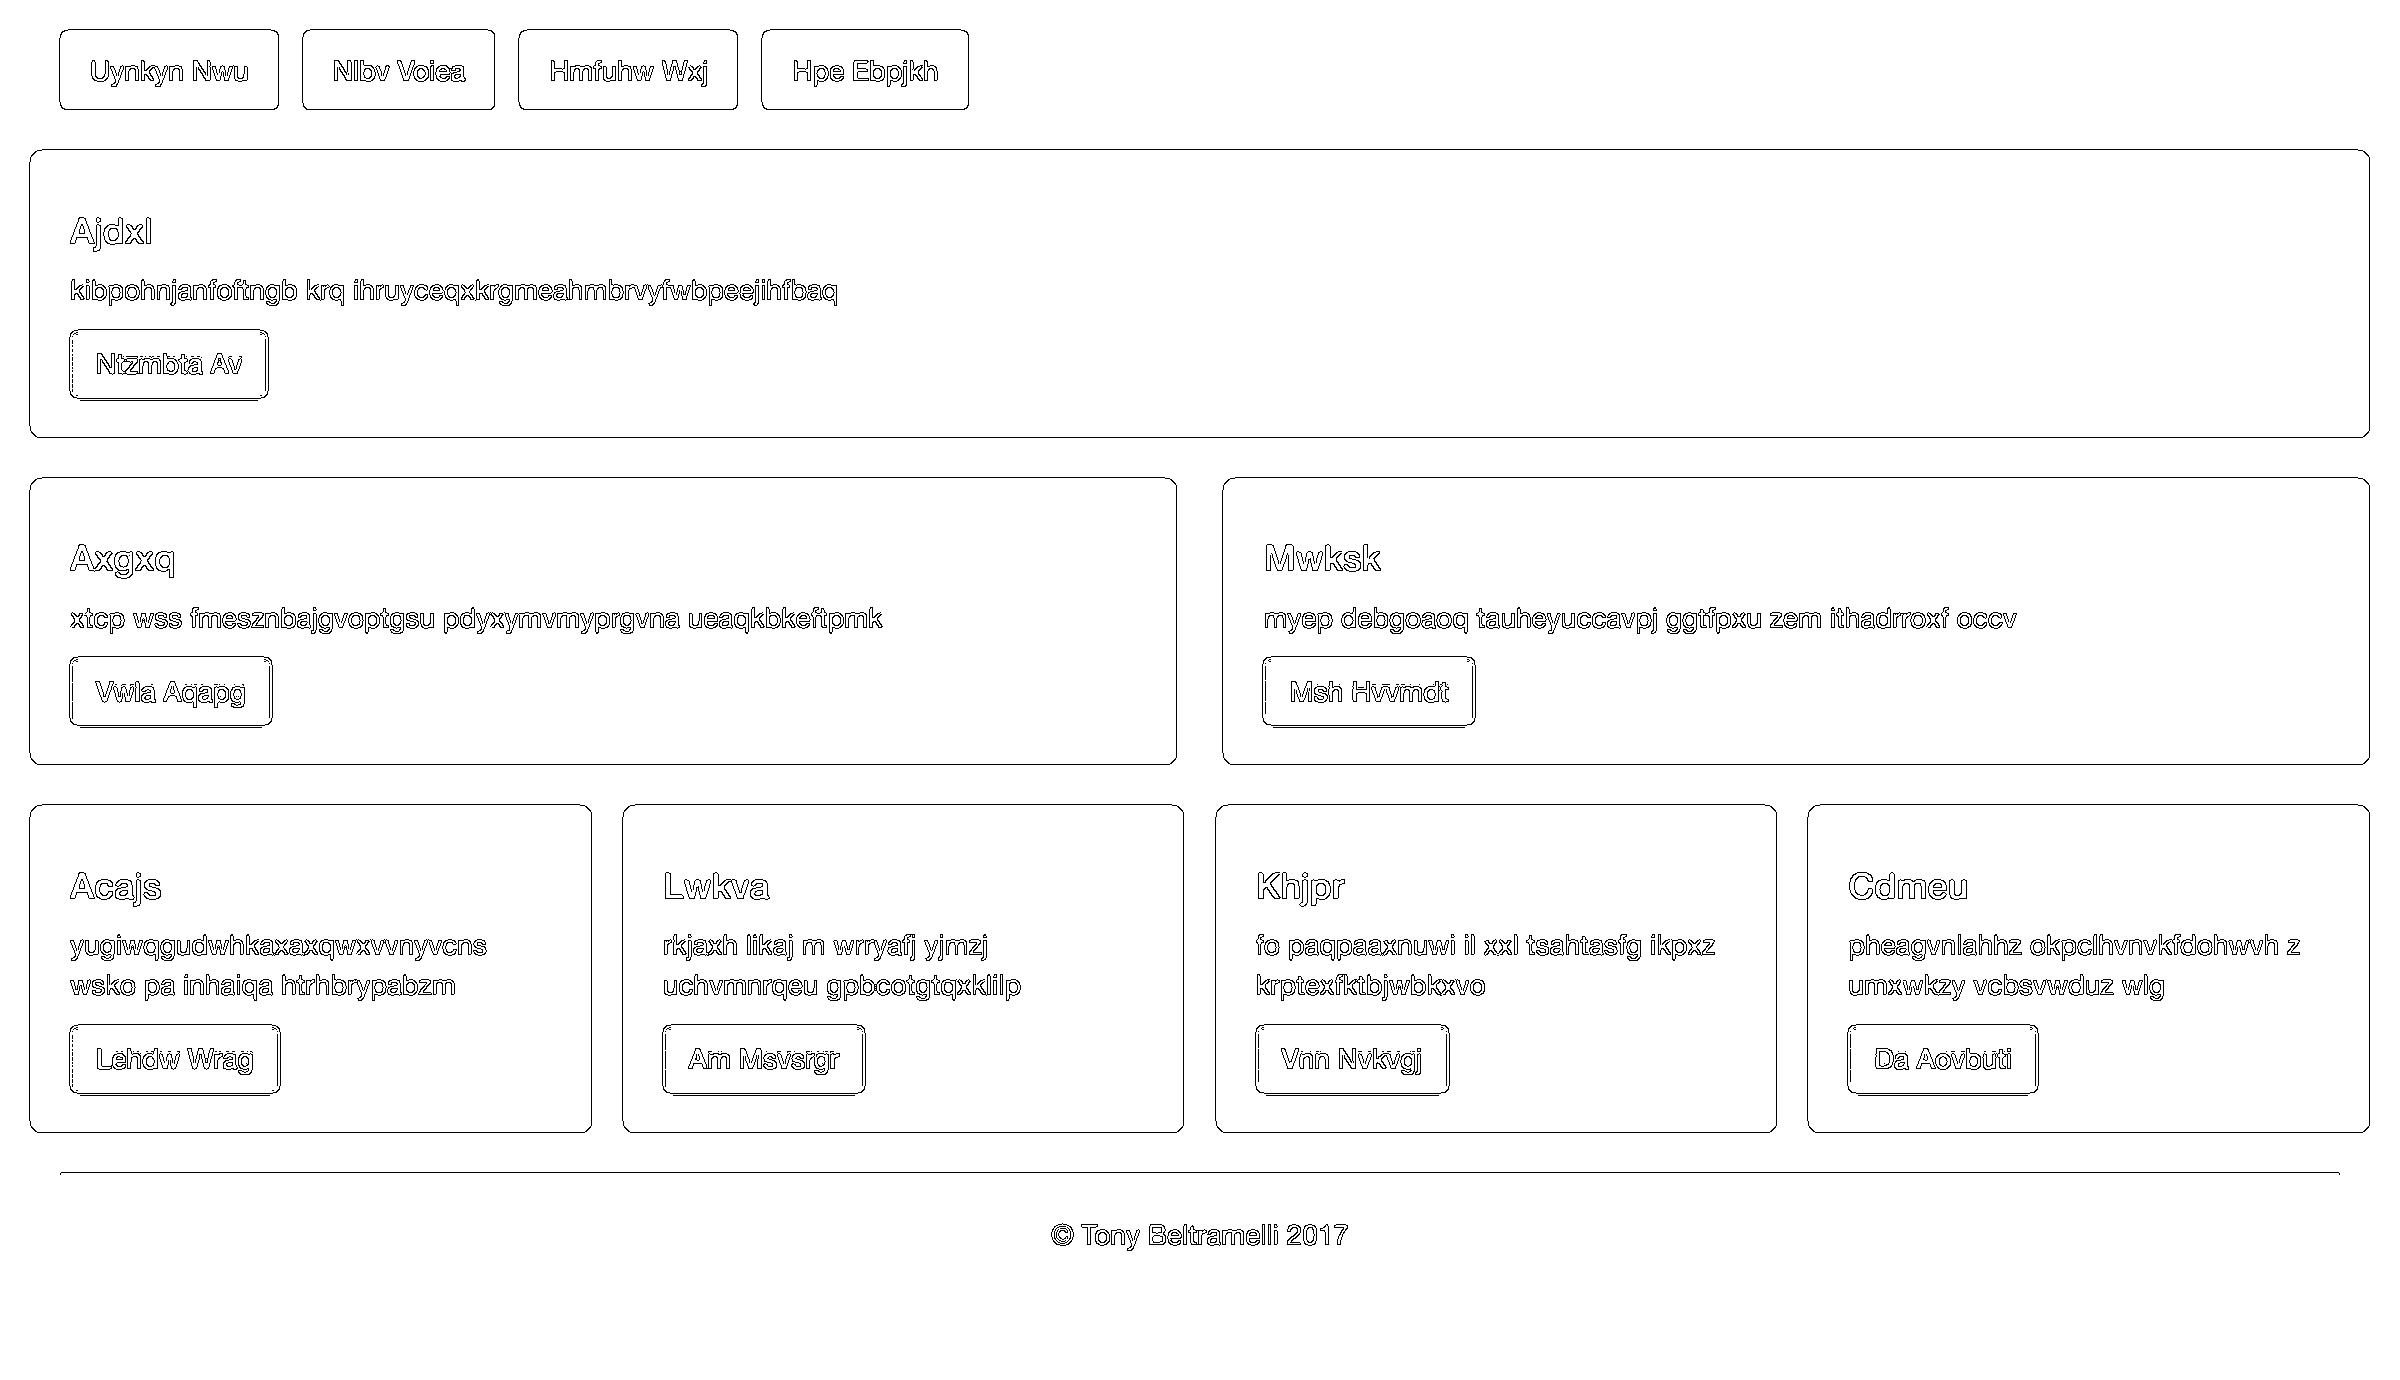 Uynkyn Nwu
Nlbv Voiea
Hmfuhw Wxj
Hpe Ebpjkh
Ajdxl
kibpohnjanfoftngb krq ihruyceqxkrgmeahmbrvyfwbpeejihfbaq
Ntzmbta Av
Axgxq
xtcp wss fmesznbajgvoptgsu pdyxymvmyprgvna ueaqkbkeftpmk
Vwla Aqapg
Mwksk
myep debgoaoq tauheyuccavpj ggtfpxu zem ithadrroxf occv
Msh Hvvmdt
Acajs
yugiwqgudwhkaxaxqwxvvnyvcns
wsko pa inhaiqa htrhbrypabzm
Lehdw Wrag
Lwkva
rkjaxh likaj m wrryafj yjmzj
uchvmnrqeu gpbcotgtqxklilp
Am Msvsrgr
Khjpr
fo paqpaaxnuwi il xxl tsahtasfg ikpxz
krptexfktbjwbkxvo
Vnn Nvkvgj
Cdmeu
pheagvnlahhz okpclhvnvkfdohwvh z
umxwkzy vcbsvwduz wlg
Da Aovbuti
© Tony Beltramelli 2017